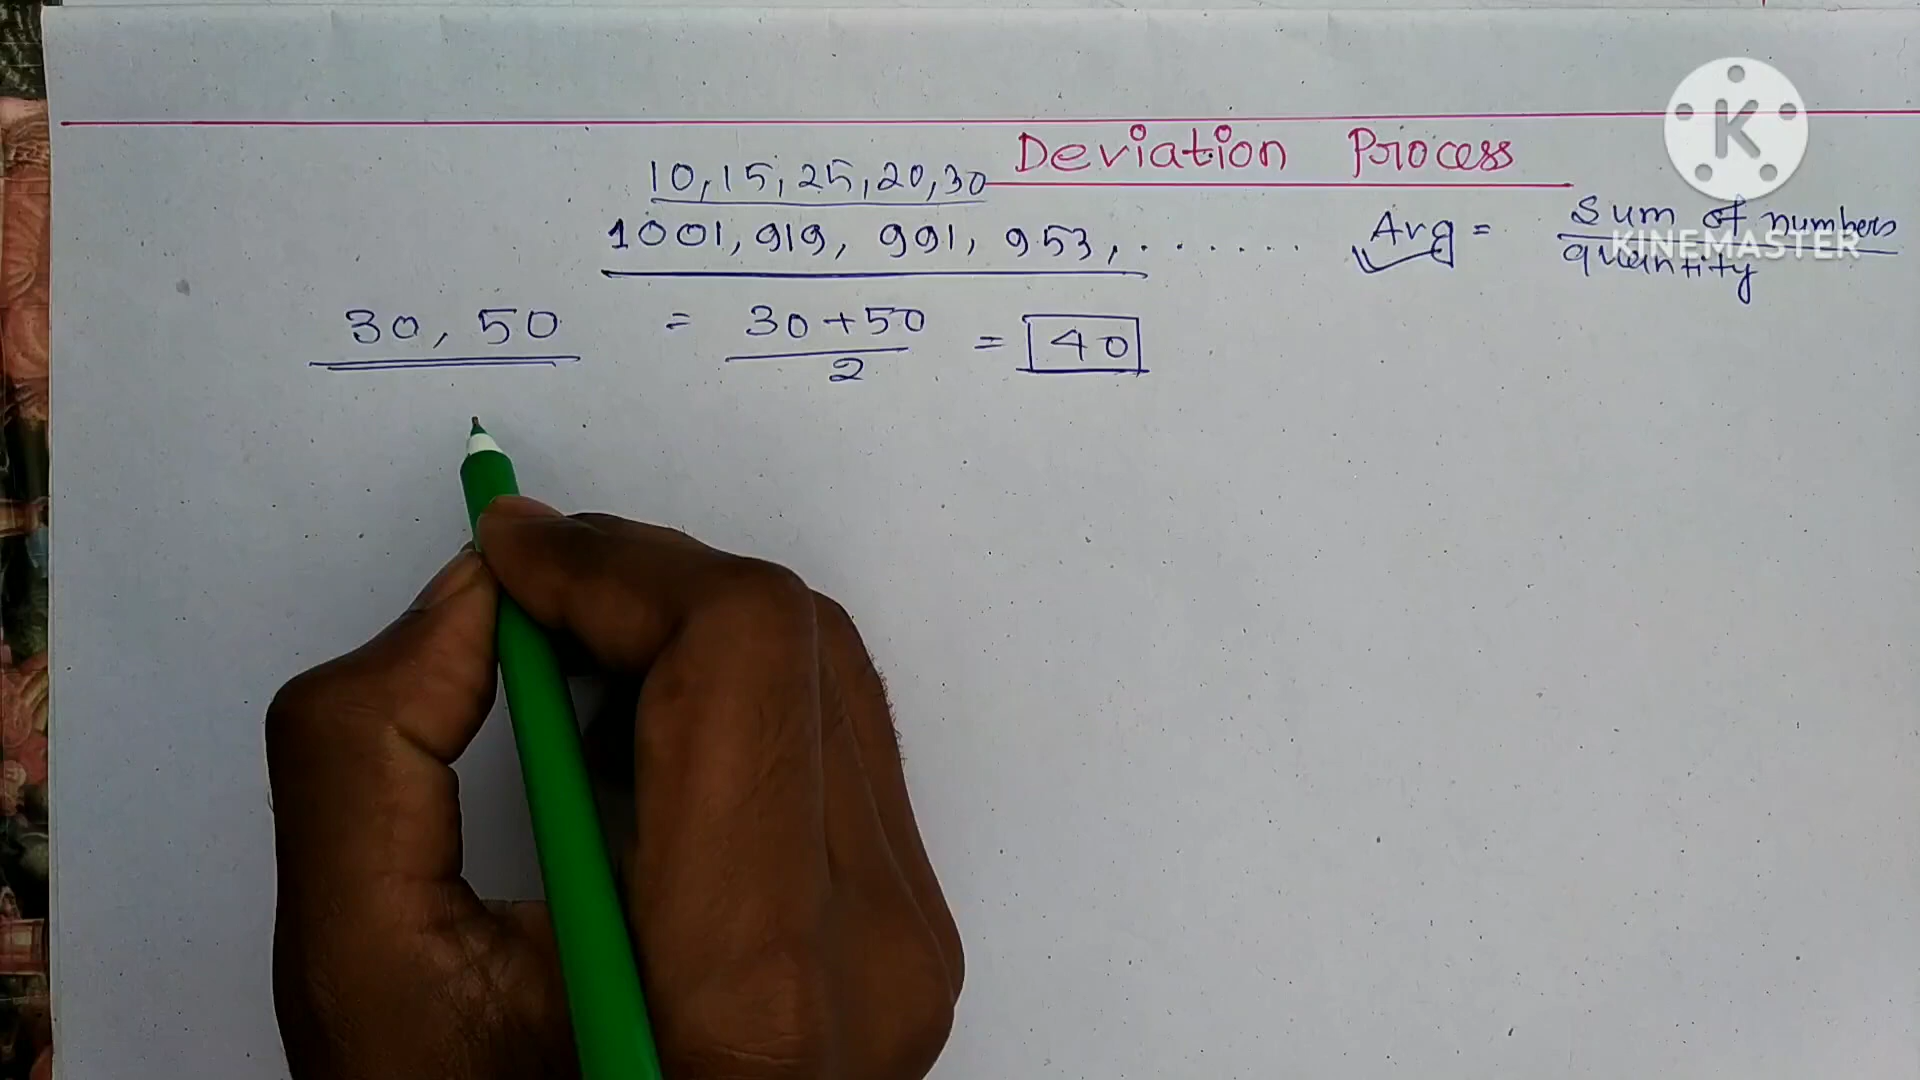 Deviation Process
10, 15, 25, 20, 30
1001, 919, 991, 953, .......
Avg = Sum of numbers
quantity
30, 50 = 30+50 = 40
2
K
KINEMASTER